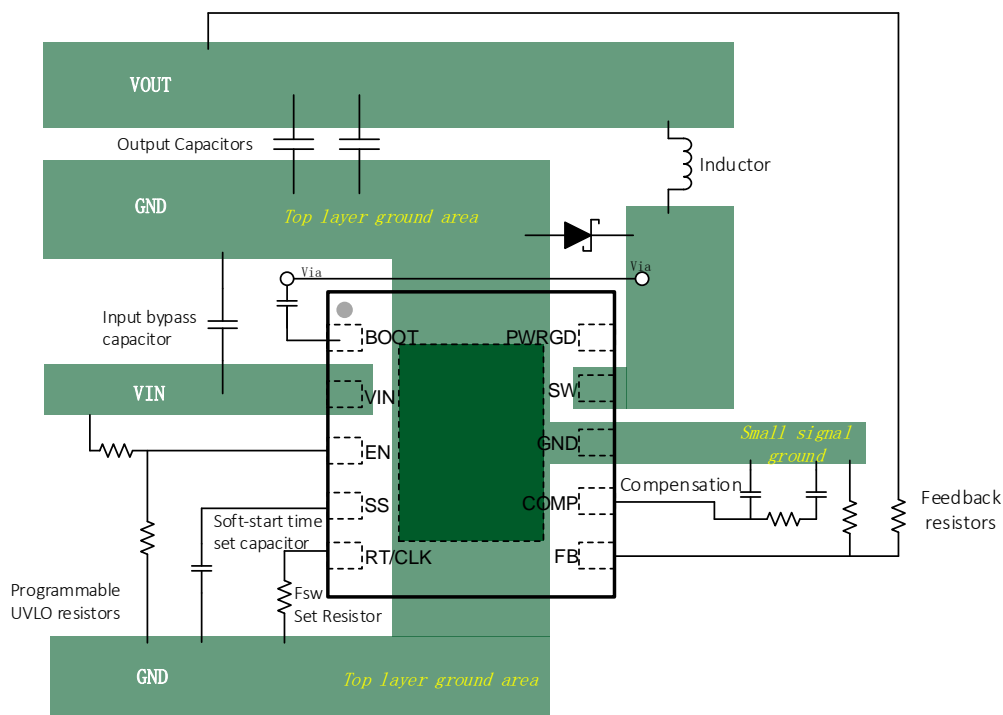 VOUT
Output Capacitors
Inductor
GND
Top layer ground area
Via
Via
Input bypass
capacitor
BOOT
PWRGD
VIN
VIN
SW
EN
GND
Small signal
ground
SS
COMP
Compensation
Soft-start time
set capacitor
Feedback
resistors
RT/CLK
FB
Programmable
UVLO resistors
Fsw
Set Resistor
GND
Top layer ground area